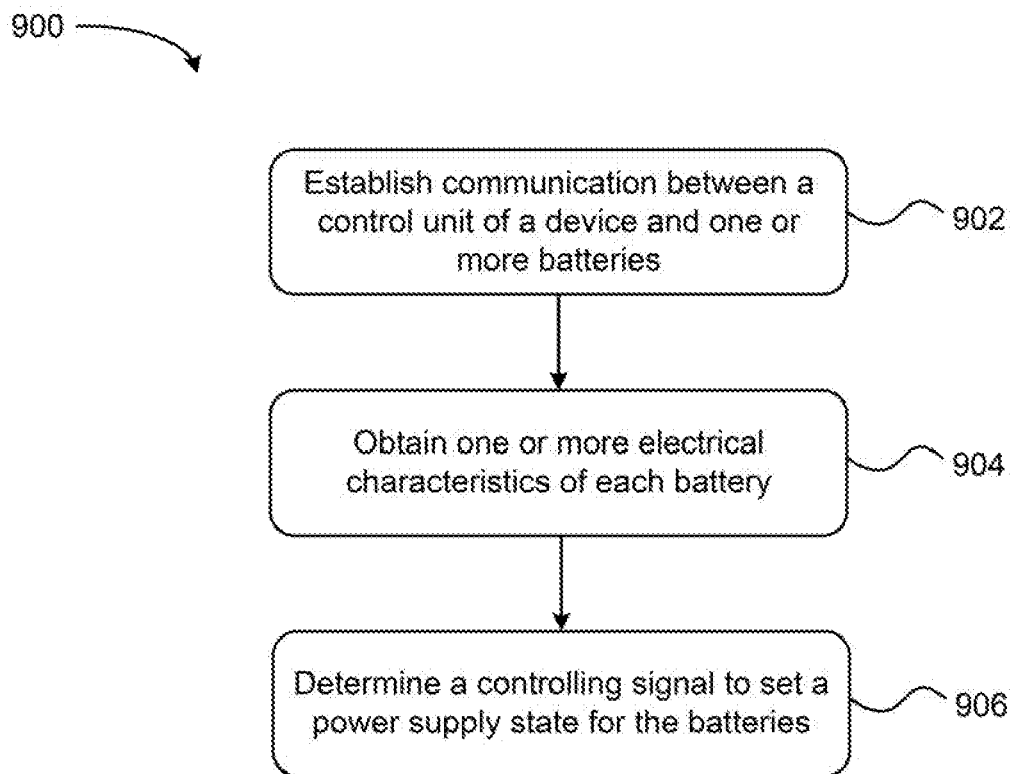 900
Establish communication between a
control unit of a device and one or
more batteries
902
Obtain one or more electrical
characteristics of each battery
904
Determine a controlling signal to set a
power supply state for the batteries
906